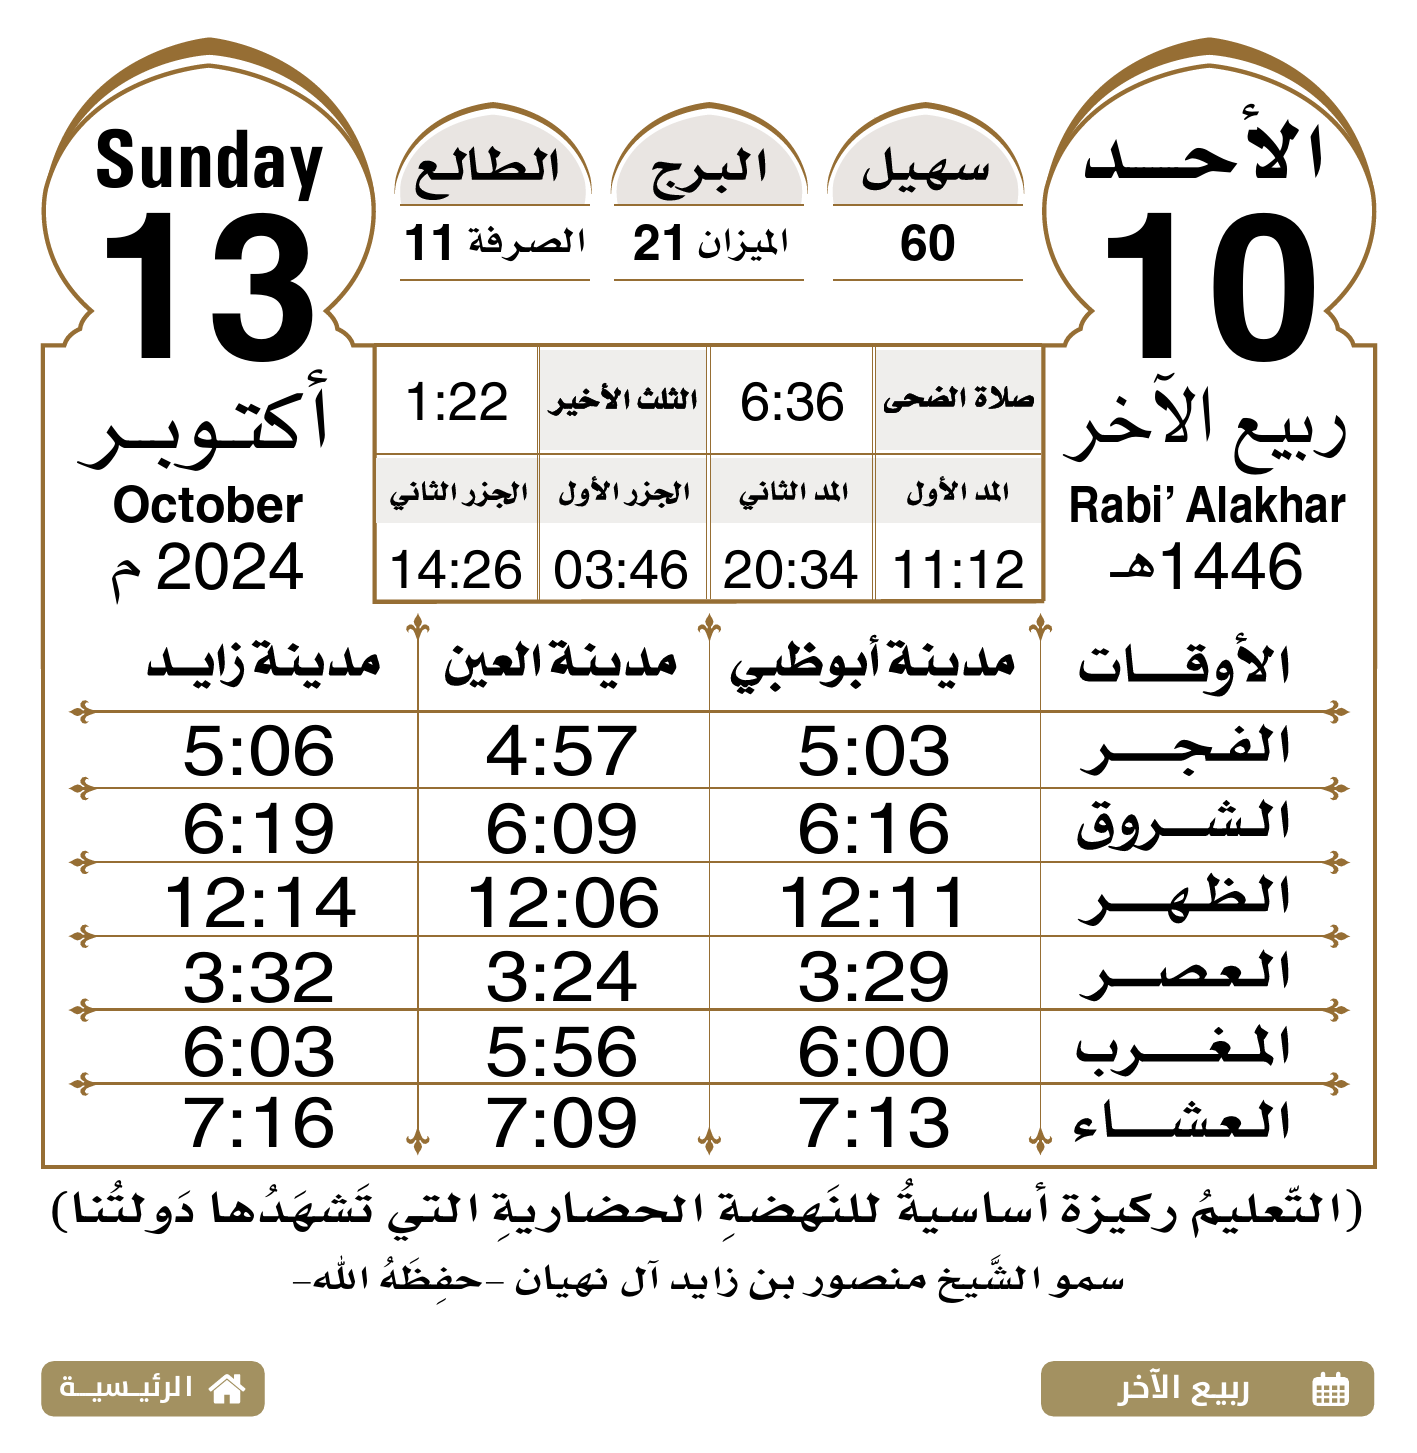 الأحد
10
ربيع الآخر
Rabi’ Alakhar
1446هـ
سهيل
60
البرج
الميزان 21
الطالع
الصرفة 11
Sunday
13
أكتوبر
October
2024 م
صلاة الضحى 6:36 الثلث الأخير 1:22
المد الأول المد الثاني الجزر الأول الجزر الثاني
11:12 20:34 03:46 14:26
الأوقات مدينة أبوظبي مدينة العين مدينة زايد
الفجر 5:03 4:57 5:06
الشروق 6:16 6:09 6:19
الظهر 12:11 12:06 12:14
العصر 3:29 3:24 3:32
المغرب 6:00 5:56 6:03
العشاء 7:13 7:09 7:16
(التّعليمُ ركيزة أساسيةُ للنَهضةِ الحضاريةِ التي تَشهَدُها دَولتُنا)
سمو الشَّيخ منصور بن زايد آل نهيان –حفِظَهُ الله–
ربيع الآخر
الرئيسية